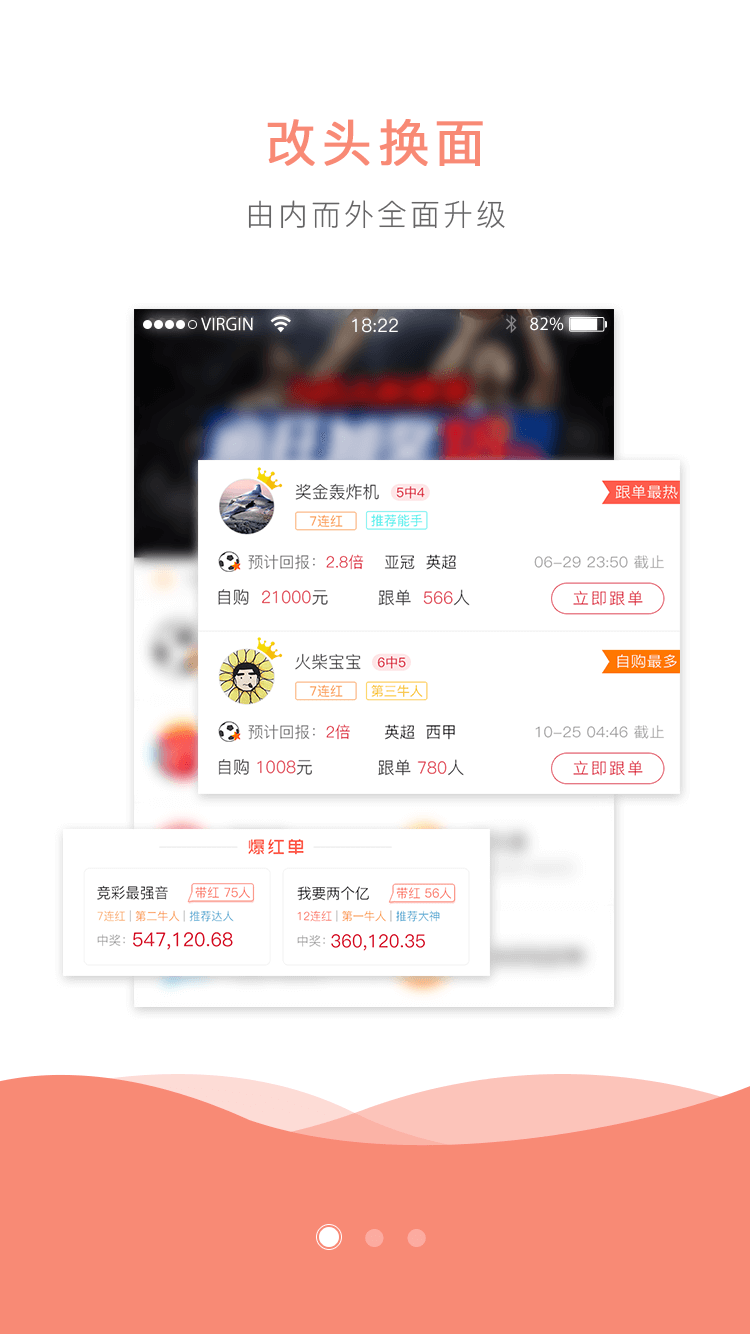 改头换面
由内而外全面升级
VIRGIN 18:22 82%
奖金轰炸机 5中4 跟单最热
7连红 推荐能手
预计回报: 2.8倍 亚冠 英超 06-29 23:50 截止
自购 21000元 跟单 566人 立即跟单
火柴宝宝 6中5 自购最多
7连红 第三牛人
预计回报: 2倍 英超 西甲 10-25 04:46 截止
自购 1008元 跟单 780人 立即跟单
爆红单
竞彩最强音 带红 75人 我要两个亿 带红 56人
7连红 | 第二牛人 | 推荐达人 12连红 | 第一牛人 | 推荐大神
中奖: 547,120.68 中奖: 360,120.35